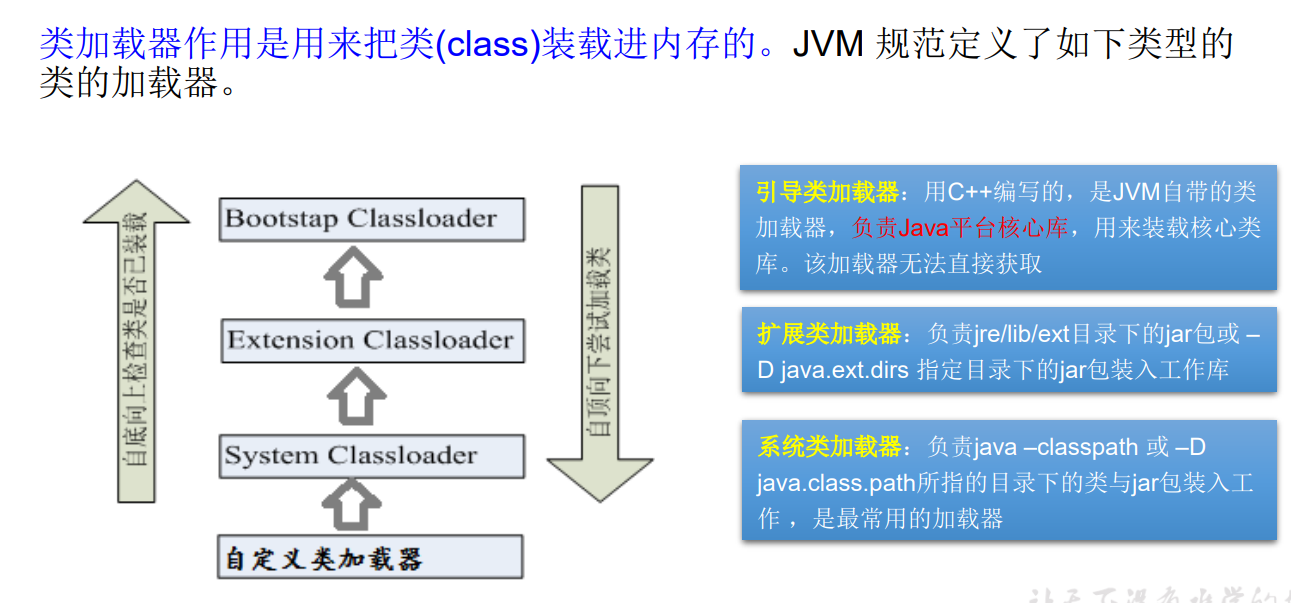 类加载器作用是用来把类(class)装载进内存的。JVM 规范定义了如下类型的
类的加载器。
自底向上检查类是否已装载
Bootstap Classloader
Extension Classloader
System Classloader
自定义类加载器
自顶向下尝试加载类
引导类加载器：用C++编写的，是JVM自带的类
加载器，负责Java平台核心库，用来装载核心类
库。该加载器无法直接获取
扩展类加载器：负责jre/lib/ext目录下的jar包或 –
D java.ext.dirs 指定目录下的jar包装入工作库
系统类加载器：负责java –classpath 或 –D
java.class.path所指的目录下的类与jar包装入工
作 ，是最常用的加载器